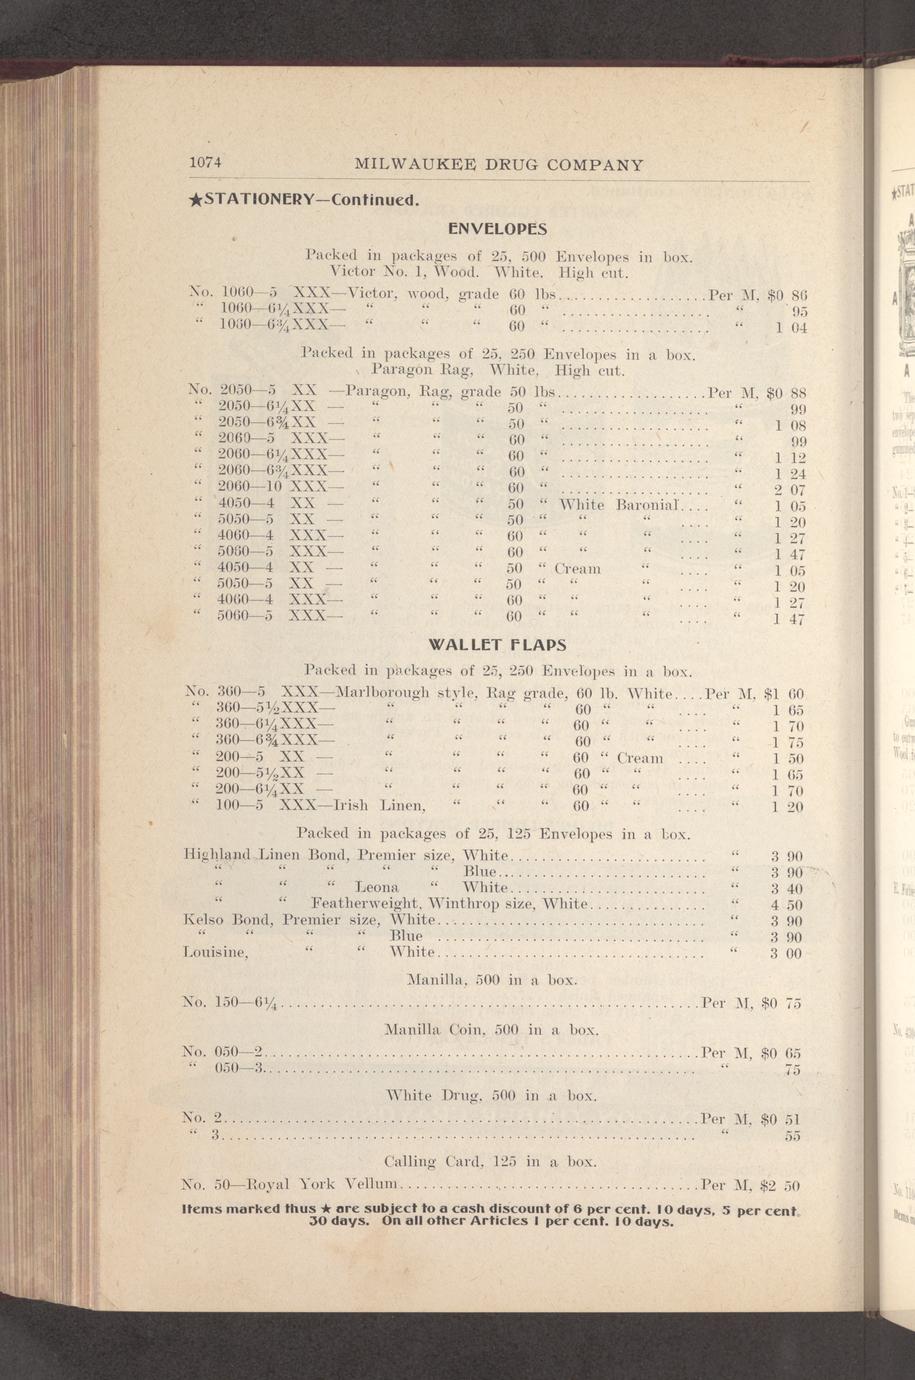 1074 MILWAUKEE DRUG COMPANY
★STATIONERY—Continued.
ENVELOPES
Packed in packages of 25, 500 Envelopes in box.
Victor No. 1, Wood. White. High cut.
No. 1060—5 XXX—Victor, wood, grade 60 lbs...................Per M, $0 86
“ 1060—6¼XXX— “ “ 60 “ ................... “ 95
“ 1060—6¾XXX— “ “ “ 60 “ ................... “ 1 04
Packed in packages of 25, 250 Envelopes in a box.
Paragon Rag, White, High cut.
No. 2050—5 XX —Paragon, Rag, grade 50 lbs...................Per M, $0 88
“ 2050—6¼XX — “ “ “ 50 “ ................... “ 99
“ 2050—6¾XX — “ “ “ 50 “ ................... “ 1 08
“ 2060—5 XXX— “ “ “ 60 “ ................... “ 99
“ 2060—6¼XXX— “ “ “ 60 “ ................... “ 1 12
“ 2060—6¾XXX— “ “ “ 60 “ ................... “ 1 24
“ 2060—10 XXX— “ “ “ 60 “ ................... “ 2 07
“ 4050—4 XX — “ “ “ 50 “ White Baronial.... “ 1 05
“ 5050—5 XX — “ “ “ 50 “ “ “ .... “ 1 20
“ 4060—4 XXX— “ “ “ 60 “ “ “ .... “ 1 27
“ 5060—5 XXX— “ “ “ 60 “ “ “ .... “ 1 47
“ 4050—4 XX — “ “ “ 50 “ Cream “ .... “ 1 05
“ 5050—5 XX — “ “ “ 50 “ “ “ .... “ 1 20
“ 4060—4 XXX— “ “ “ 60 “ “ “ .... “ 1 27
“ 5060—5 XXX— “ “ “ 60 “ “ “ .... “ 1 47
WALLET FLAPS
Packed in packages of 25, 250 Envelopes in a box.
No. 360—5 XXX—Marlborough style, Rag grade, 60 lb. White....Per M, $1 60
“ 360—5½XXX— “ “ “ “ 60 “ “ .... “ 1 65
“ 360—6¼XXX— “ “ “ “ 60 “ “ .... “ 1 70
“ 360—6¾XXX— “ “ “ “ 60 “ “ .... “ 1 75
“ 200—5 XX — “ “ “ “ 60 “ Cream .... “ 1 50
“ 200—5½XX — “ “ “ “ 60 “ “ .... “ 1 65
“ 200—6¼XX — “ “ “ “ 60 “ “ .... “ 1 70
“ 100—5 XXX—Irish Linen, “ “ “ 60 “ “ .... “ 1 20
Packed in packages of 25, 125 Envelopes in a box.
Highland Linen Bond, Premier size, White......................... “ 3 90
“ “ “ “ “ Blue.......................... “ 3 90
“ “ “ Leona “ White......................... “ 3 40
“ “ Featherweight, Winthrop size, White............... “ 4 50
Kelso Bond, Premier size, White.................................. “ 3 90
“ “ “ “ Blue .................................. “ 3 90
Louisine, “ “ White.................................. “ 3 00
Manilla, 500 in a box.
No. 150—6¼.....................................................Per M, $0 75
Manilla Coin, 500 in a box.
No. 050—2.......................................................Per M, $0 65
“ 050—3....................................................... “ 75
White Drug, 500 in a box.
No. 2............................................................Per M, $0 51
“ 3............................................................ “ 55
Calling Card, 125 in a box.
No. 50—Royal York Vellum......................................Per M, $2 50
Items marked thus ★ are subject to a cash discount of 6 per cent. 10 days, 5 per cent.
30 days. On all other Articles 1 per cent. 10 days.